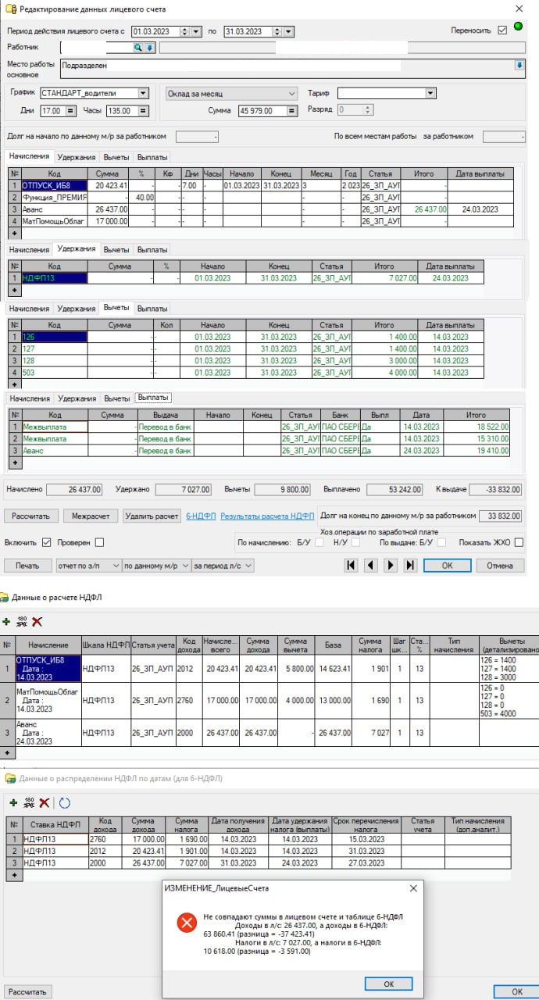 Редактирование данных лицевого счета
Период действия лицевого счета с 01.03.2023 по 31.03.2023 Переносить
Работник
Место работы основное Подразделен
График СТАНДАРТ_водители Оклад за месяц Тариф
Дни 17.00 Часы 135.00 Сумма 45 979.00 Разряд 0
Долг на начало по данному м/р за работником - По всем местам работы за работником -
Начисления Удержания Вычеты Выплаты
№ Код Сумма % Кф Дни Часы Начало Конец Месяц Год Статья Итого Дата выплаты
1 ОТПУСК_ИБ8 20 423.41 - - 7.00 - 01.03.2023 31.03.2023 3 2 023 26_ЗП_АУП -
2 Функция_ПРЕМИЯ - 40.00 - - - - - 26_ЗП_АУП -
3 Аванс 26 437.00 - - - - - - 26_ЗП_АУП 26 437.00 24.03.2023
4 МатПомощьОблаг 17 000.00 - - - - - - 26_ЗП_АУП -
Начисления Удержания Вычеты Выплаты
№ Код Сумма % Начало Конец Статья Итого Дата выплаты
1 НДФЛ13 - - 01.03.2023 31.03.2023 26_ЗП_АУП 7 027.00 24.03.2023
Начисления Удержания Вычеты Выплаты
№ Код Сумма Кол Начало Конец Статья Итого Дата выплаты
1 126 - - 01.03.2023 31.03.2023 26_ЗП_АУП 1 400.00 14.03.2023
2 127 - - 01.03.2023 31.03.2023 26_ЗП_АУП 1 400.00 14.03.2023
3 128 - - 01.03.2023 31.03.2023 26_ЗП_АУП 3 000.00 14.03.2023
4 503 - - 01.03.2023 31.03.2023 26_ЗП_АУП 4 000.00 14.03.2023
Начисления Удержания Вычеты Выплаты
№ Код Сумма Выдача Начало Конец Статья Банк Выпл Дата Итого
1 Межвыплата - Перевод в банк 26_ЗП_АУП ПАО СБЕРБ Да 14.03.2023 18 522.00
2 Межвыплата - Перевод в банк 26_ЗП_АУП ПАО СБЕРБ Да 14.03.2023 15 310.00
3 Аванс - Перевод в банк 26_ЗП_АУП ПАО СБЕРБ Да 24.03.2023 19 410.00
Начислено 26 437.00 Удержано 7 027.00 Вычеты 9 800.00 Выплачено 53 242.00 К выдаче -33 832.00
Рассчитать Межрасчет Удалить расчет 6-НДФЛ Результаты расчета НДФЛ Долг на конец по данному м/р за работником 33 832.00
Хоз.операции по заработной плате
Включить Проверен По начислению: Б/У Н/У По выдаче: Б/У Показать ЖХО
Печать отчет по з/п по данному м/р за период л/с ОК Отмена
Данные о расчете НДФЛ
№ Начисление Шкала НДФЛ Статья учета Код дохода Начисле... всего Сумма дохода Сумма вычета База Сумма налога Шаг шк... Ста... % Тип начисления Вычеты (детализировано
1 ОТПУСК_ИБ8 Дата : 14.03.2023 НДФЛ13 26_ЗП_АУП 2012 20 423.41 20 423.41 5 800.00 14 623.41 1 901 1 13 126 = 1400 127 = 1400 128 = 3000
2 МатПомощьОблаг Дата : 14.03.2023 НДФЛ13 26_ЗП_АУП 2760 17 000.00 17 000.00 4 000.00 13 000.00 1 690 1 13 126 = 0 127 = 0 128 = 0 503 = 4000
3 Аванс Дата : 24.03.2023 НДФЛ13 26_ЗП_АУП 2000 26 437.00 26 437.00 - 26 437.00 7 027 1 13
Данные о распределении НДФЛ по датам (для 6-НДФЛ)
№ Ставка НДФЛ Код дохода Сумма дохода Сумма налога Дата получения дохода Дата удержания налога (выплаты) Срок перечисления налога Статья учета Тип начисления (доп.аналит.)
1 НДФЛ13 2760 17 000.00 1 690.00 14.03.2023 14.03.2023 15.03.2023
2 НДФЛ13 2012 20 423.41 1 901.00 14.03.2023 14.03.2023 31.03.2023
3 НДФЛ13 2000 26 437.00 7 027.00 31.03.2023 24.03.2023 27.03.2023
ИЗМЕНЕНИЕ_ЛицевыеСчета
Не совпадают суммы в лицевом счете и таблице 6-НДФЛ
Доходы в л/с: 26 437.00, а доходы в 6-НДФЛ:
63 860.41 (разница = -37 423.41)
Налоги в л/с: 7 027.00, а налоги в 6-НДФЛ:
10 618.00 (разница = -3 591.00)
ОК
Рассчитать ОК